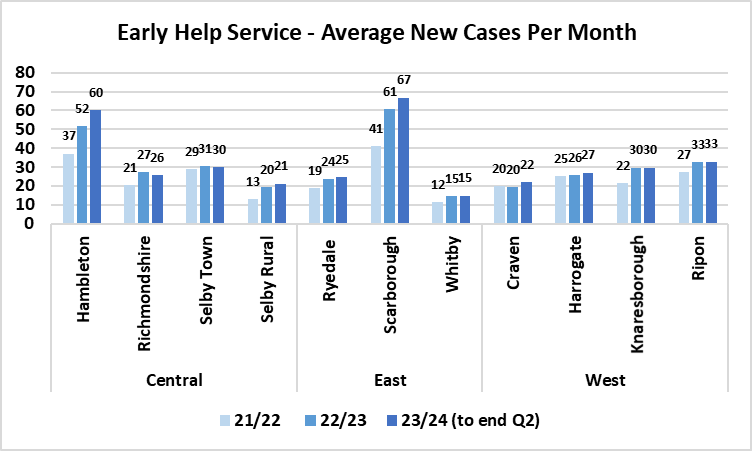 Early Help Service - Average New Cases Per Month
80
70
60
50
40
30
20
10
0
37 52 60
21 27 26
29 31 30
13 20 21
19 24 25
41 61 67
12 15 15
20 20 22
25 26 27
22 30 30
27 33 33
Hambleton
Richmondshire
Selby Town
Selby Rural
Ryedale
Scarborough
Whitby
Craven
Harrogate
Knaresborough
Ripon
Central East West
21/22 22/23 23/24 (to end Q2)